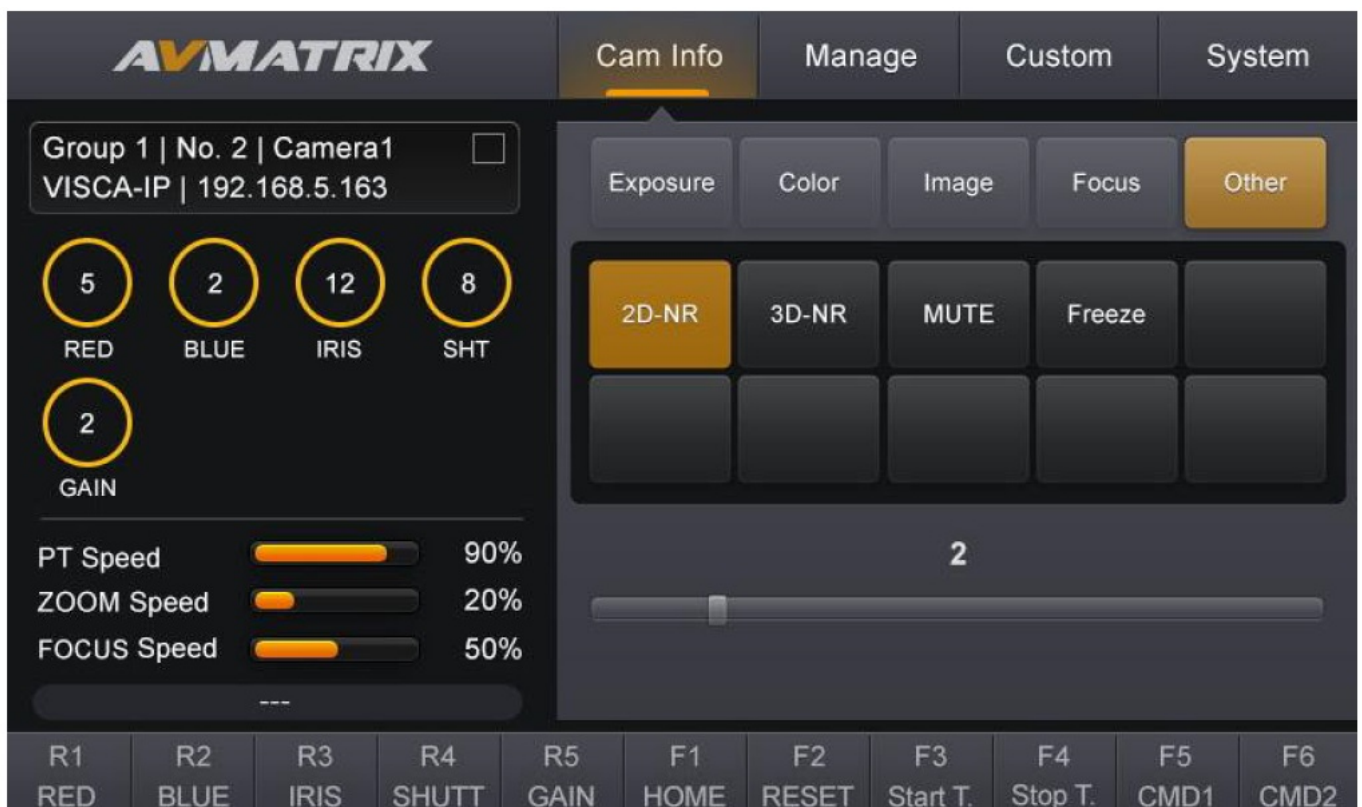 AVMATRIX
Cam Info Manage Custom System
Group 1 | No. 2 | Camera1
VISCA-IP | 192.168.5.163
5 2 12 8
RED BLUE IRIS SHT
2
GAIN
PT Speed 90%
ZOOM Speed 20%
FOCUS Speed 50%
---
Exposure Color Image Focus Other
2D-NR 3D-NR MUTE Freeze
2
R1 R2 R3 R4 R5 F1 F2 F3 F4 F5 F6
RED BLUE IRIS SHUTT GAIN HOME RESET Start T. Stop T. CMD1 CMD2